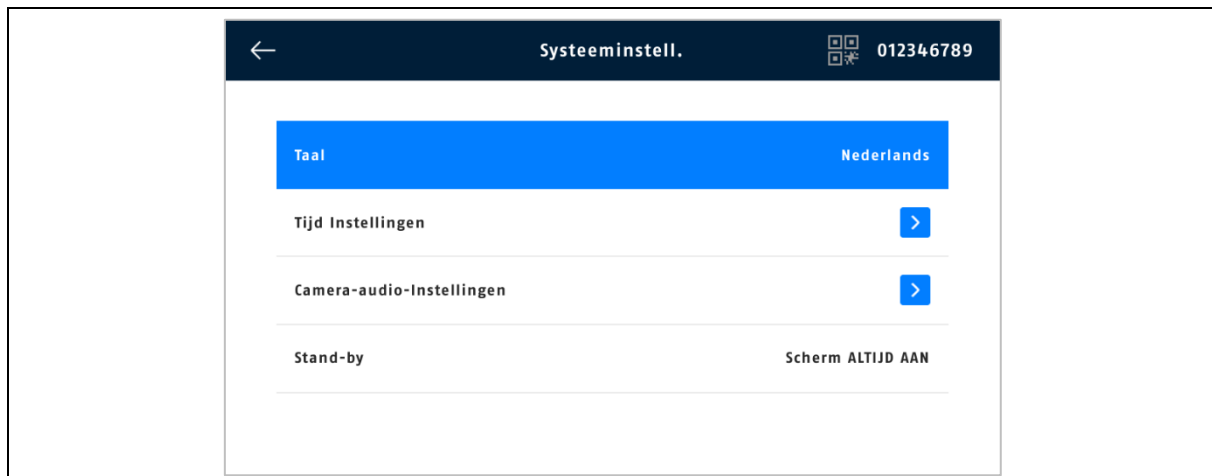 Systeeminstell. 012346789
Taal Nederlands
Tijd Instellingen
Camera-audio-Instellingen
Stand-by Scherm ALTIJD AAN